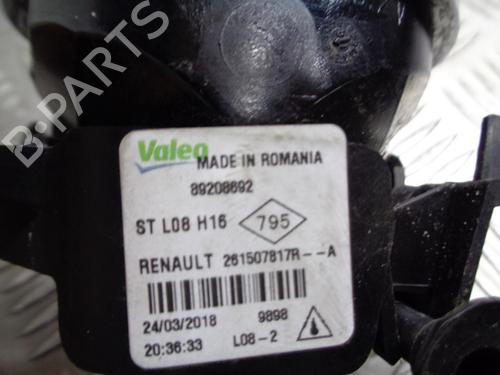 B-PARTS
Valeo MADE IN ROMANIA
89208692
ST L08 H16 795
RENAULT 261507817R--A
24/03/2018 9898
20:36:33 L08-2